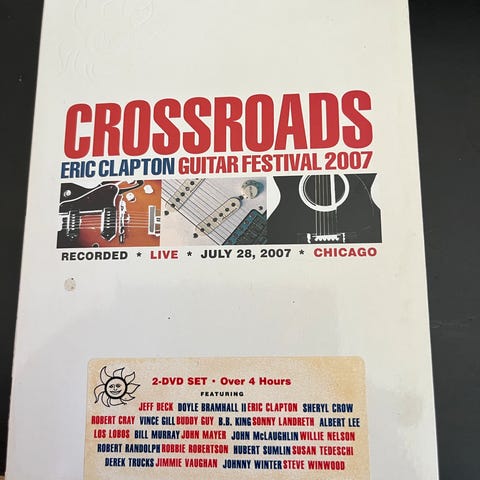 CROSSROADS
ERIC CLAPTON GUITAR FESTIVAL 2007
RECORDED * LIVE * JULY 28, 2007 * CHICAGO
2-DVD SET • Over 4 Hours
FEATURING
JEFF BECK DOYLE BRAMHALL II ERIC CLAPTON SHERYL CROW
ROBERT CRAY VINCE GILL BUDDY GUY B.B. KING SONNY LANDRETH ALBERT LEE
LOS LOBOS BILL MURRAY JOHN MAYER JOHN McLAUGHLIN WILLIE NELSON
ROBERT RANDOLPH ROBBIE ROBERTSON HUBERT SUMLIN SUSAN TEDESCHI
DEREK TRUCKS JIMMIE VAUGHAN JOHNNY WINTER STEVE WINWOOD